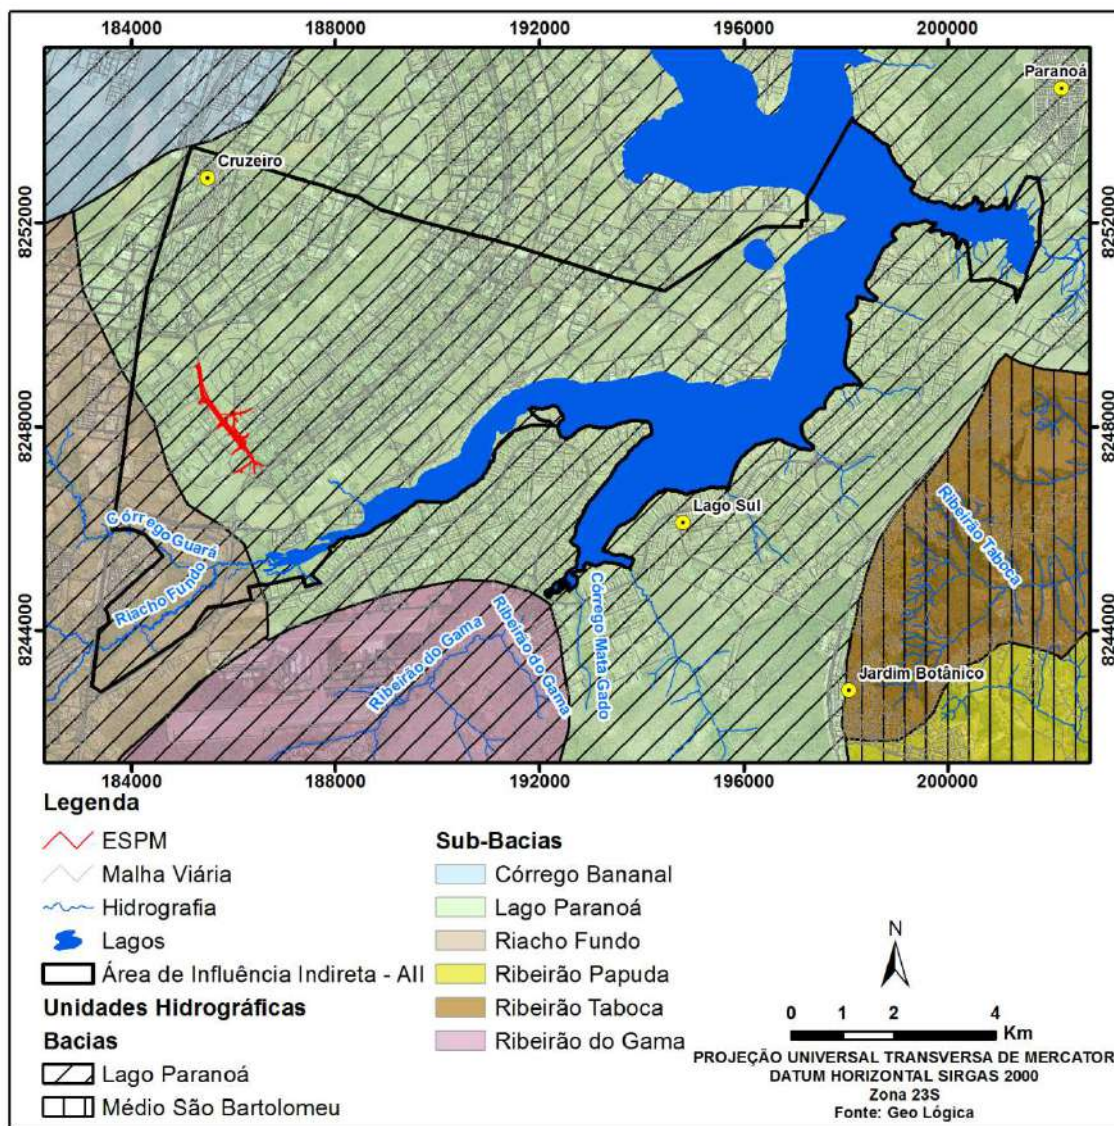 184000 188000 192000 196000 200000
Paranoá
Cruzeiro
8252000 8252000
8248000 8248000
Lago Sul
Córrego Guará
Ribeirão Taboca
Riacho Fundo
Córrego Mata Gado
8244000 8244000
Ribeirão do Gama
Ribeirão do Gama
Jardim Botânico
184000 188000 192000 196000 200000
Legenda
ESPM
Malha Viária
Hidrografia
Lagos
Área de Influência Indireta - AII
Unidades Hidrográficas
Bacias
Lago Paranoá
Médio São Bartolomeu
Sub-Bacias
Córrego Bananal
Lago Paranoá
Riacho Fundo
Ribeirão Papuda
Ribeirão Taboca
Ribeirão do Gama
N
0 1 2 4
Km
PROJEÇÃO UNIVERSAL TRANSVERSA DE MERCATOR
DATUM HORIZONTAL SIRGAS 2000
Zona 23S
Fonte: Geo Lógica